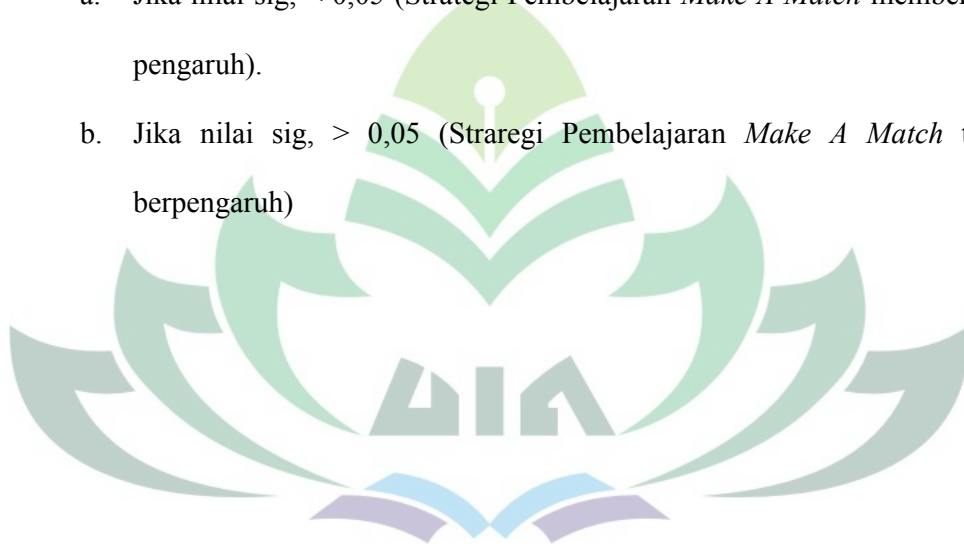 a. Jika nilai sig, < 0,05 (Strategi Pembelajaran Make A Match
pengaruh).
b. Jika nilai sig, > 0,05 (Straregi Pembelajaran Make A Match
berpengaruh)
UIN